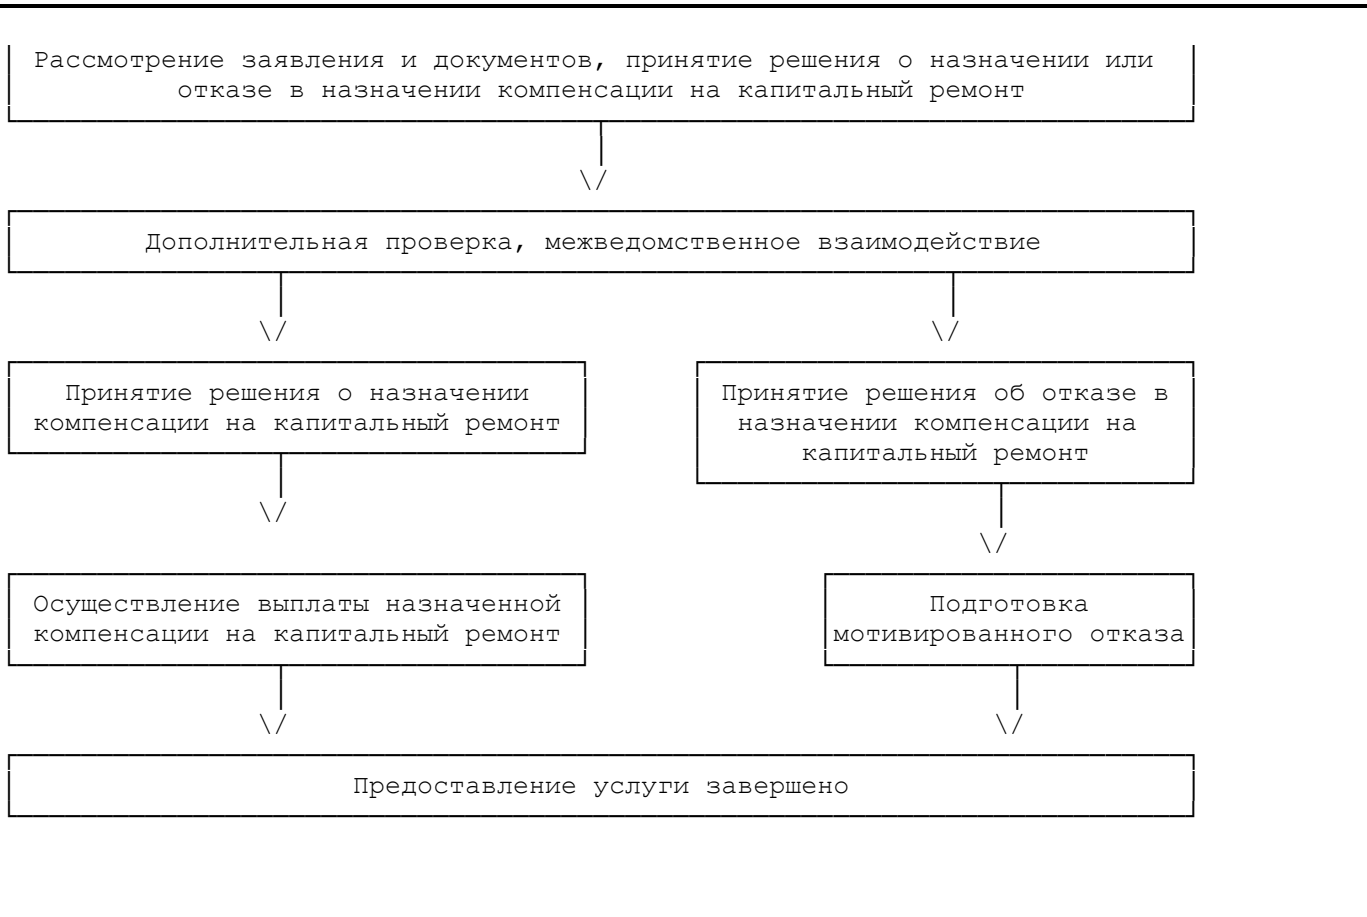 Рассмотрение заявления и документов, принятие решения о назначении или
отказе в назначении компенсации на капитальный ремонт
Дополнительная проверка, межведомственное взаимодействие
Принятие решения о назначении
компенсации на капитальный ремонт
Принятие решения об отказе в
назначении компенсации на
капитальный ремонт
Осуществление выплаты назначенной
компенсации на капитальный ремонт
Подготовка
мотивированного отказа
Предоставление услуги завершено